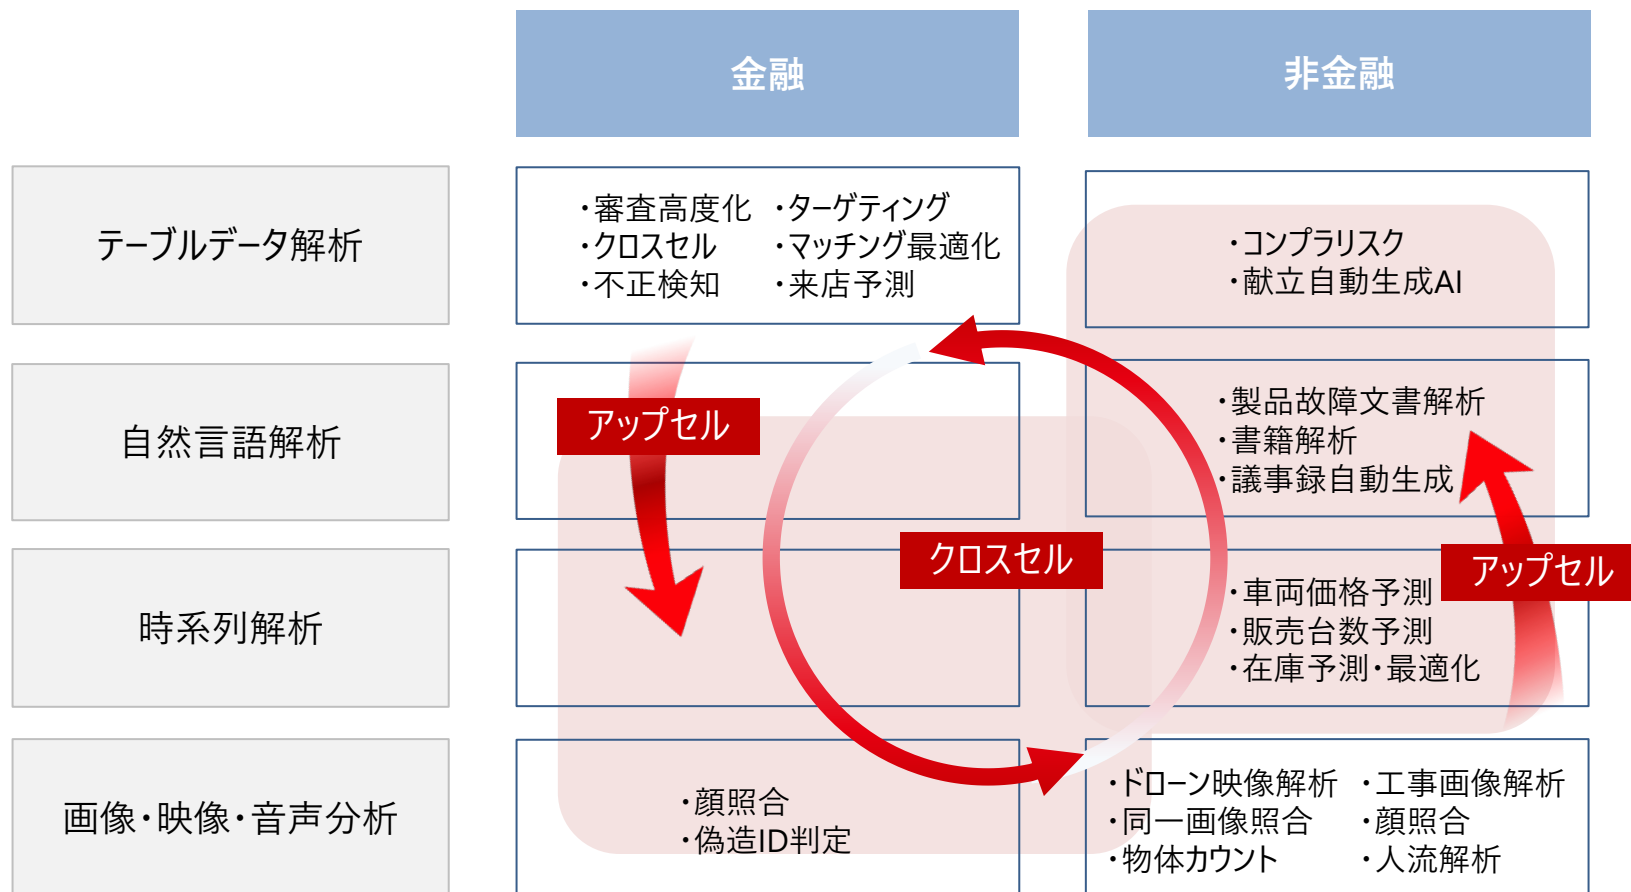 金融
非金融
テーブルデータ解析
・審査高度化 ・ターゲティング
・クロスセル ・マッチング最適化
・不正検知 ・来店予測
・コンプラリスク
・献立自動生成AI
自然言語解析
アップセル
・製品故障文書解析
・書籍解析
・議事録自動生成
クロスセル
アップセル
時系列解析
・車両価格予測
・販売台数予測
・在庫予測・最適化
画像・映像・音声分析
・顔照合
・偽造ID判定
・ドローン映像解析 ・工事画像解析
・同一画像照合 ・顔照合
・物体カウント ・人流解析